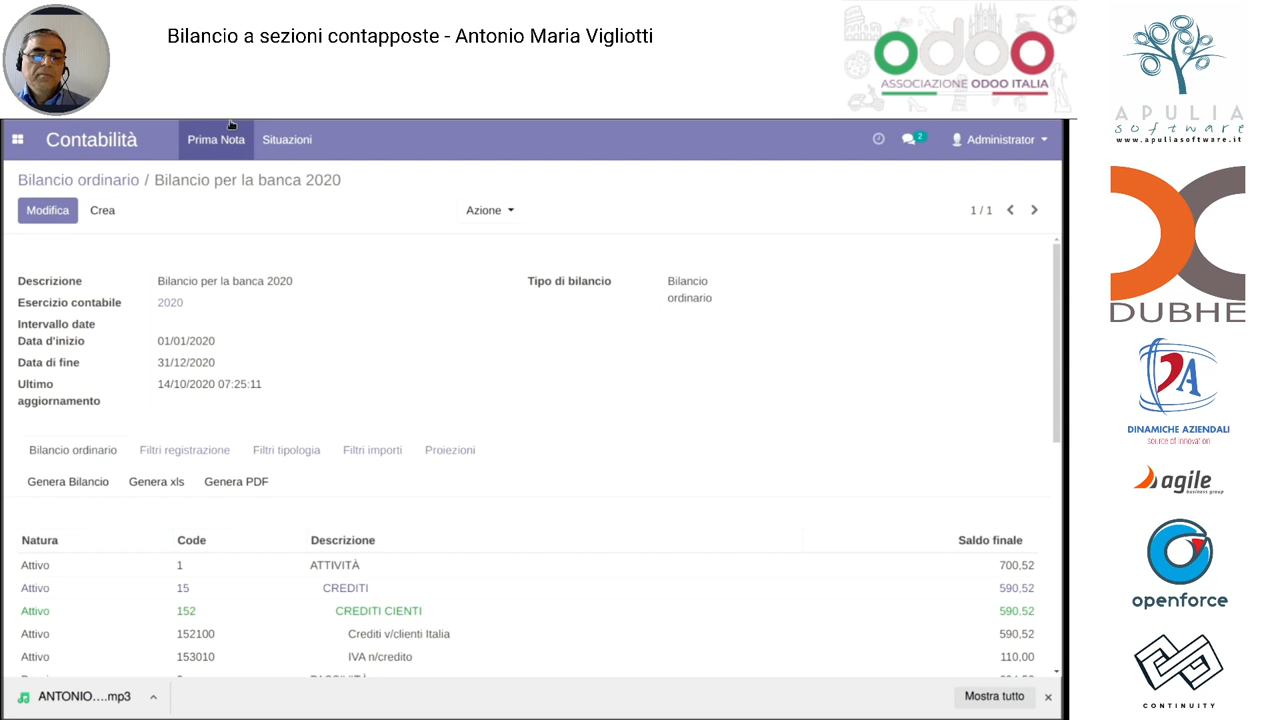 Bilancio a sezioni contapposte - Antonio Maria Vigliotti
odoo
ASSOCIAZIONE ODOO ITALIA
APULIA
software
www.apuliasoftware.it
Contabilità
Prima Nota
Situazioni
2
Administrator
Bilancio ordinario / Bilancio per la banca 2020
Modifica
Crea
Azione
1 / 1
Descrizione
Bilancio per la banca 2020
Tipo di bilancio
Bilancio
ordinario
Esercizio contabile
2020
Intervallo date
Data d'inizio
01/01/2020
Data di fine
31/12/2020
Ultimo
aggiornamento
14/10/2020 07:25:11
Bilancio ordinario
Filtri registrazione
Filtri tipologia
Filtri importi
Proiezioni
Genera Bilancio
Genera xls
Genera PDF
Natura Code Descrizione Saldo finale
Attivo 1 ATTIVITÀ 700,52
Attivo 15 CREDITI 590,52
Attivo 152 CREDITI CIENTI 590,52
Attivo 152100 Crediti v/clienti Italia 590,52
Attivo 153010 IVA n/credito 110,00
ANTONIO....mp3
Mostra tutto
DUBHE
DA
DINAMICHE AZIENDALI
source of innovation
agile
business group
openforce
CONTINUITY